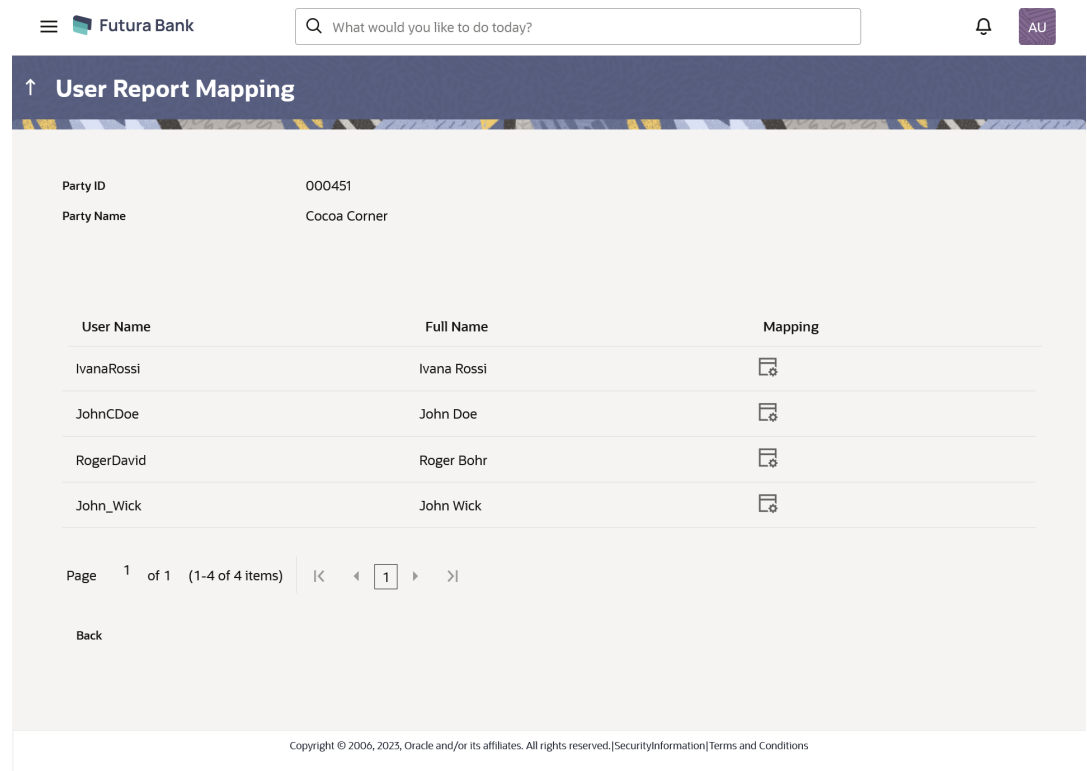 Futura Bank What would you like to do today? AU
User Report Mapping
Party ID 000451
Party Name Cocoa Corner
User Name Full Name Mapping
IvanaRossi Ivana Rossi
JohnCDoe John Doe
RogerDavid Roger Bohr
John_Wick John Wick
Page 1 of 1 (1-4 of 4 items) 1
Back
Copyright © 2006, 2023, Oracle and/or its affiliates. All rights reserved.|SecurityInformation|Terms and Conditions